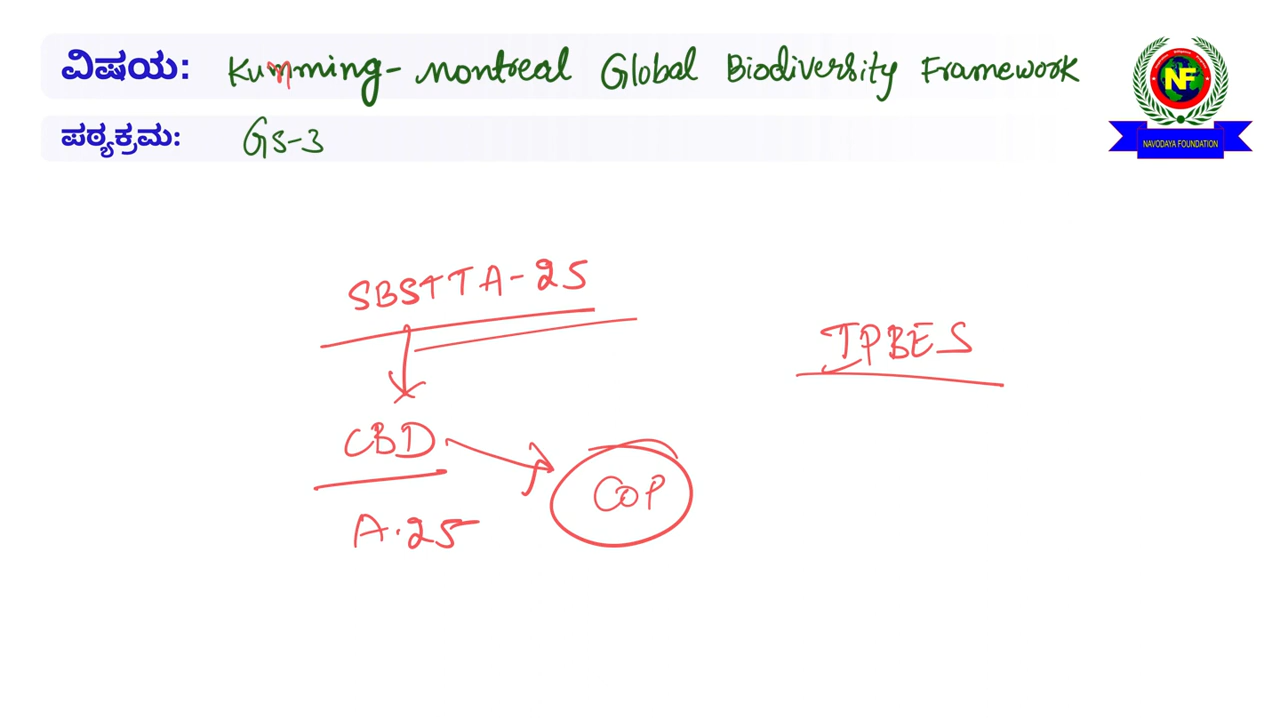 ವಿಷಯ: Kunming - Montreal Global Biodiversity Framework
ಪಠ್ಯಕ್ರಮ: GS-3
NF
NAVODAYA FOUNDATION
SBSTTA-25
IPBES
CBD
COP
A.25